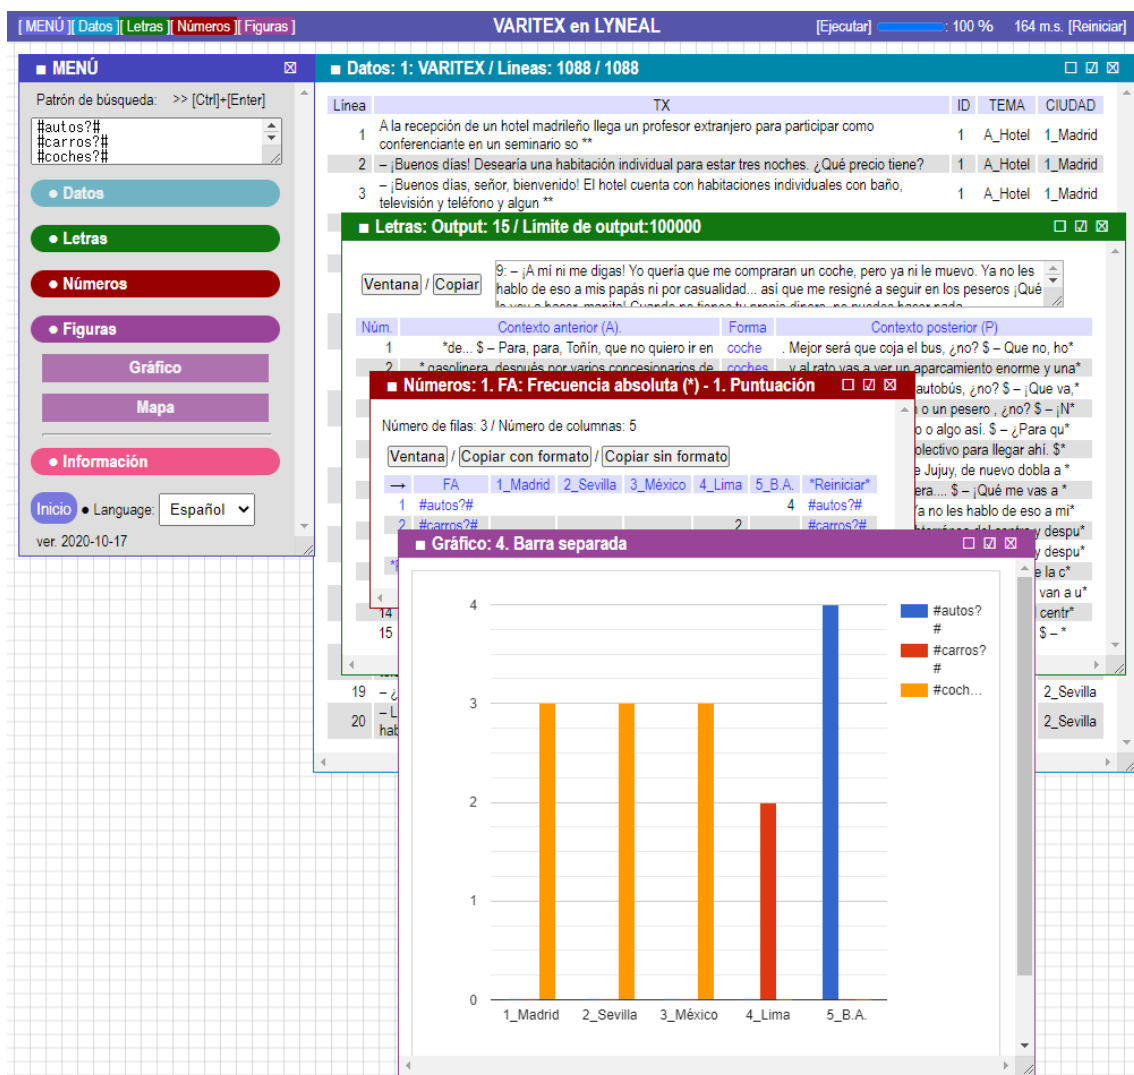 [ MENÚ ][ Datos ][ Letras ][ Números ][ Figuras ] VARITEX en LYNEAL [Ejecutar] : 100 % 164 m.s. [Reiniciar]
■ MENÚ
Patrón de búsqueda: >> [Ctrl]+[Enter]
#autos?#
#carros?#
#coches?#
● Datos
● Letras
● Números
● Figuras
Gráfico
Mapa
● Información
Inicio ● Language: Español
ver. 2020-10-17
■ Datos: 1: VARITEX / Líneas: 1088 / 1088
Línea TX ID TEMA CIUDAD
1 A la recepción de un hotel madrileño llega un profesor extranjero para participar como
conferenciante en un seminario so ** 1 A_Hotel 1_Madrid
2 – ¡Buenos días! Desearía una habitación individual para estar tres noches. ¿Qué precio tiene? 1 A_Hotel 1_Madrid
3 – ¡Buenos días, señor, bienvenido! El hotel cuenta con habitaciones individuales con baño,
televisión y teléfono y algun ** 1 A_Hotel 1_Madrid
■ Letras: Output: 15 / Límite de output:100000
Ventana / Copiar
9: – ¡A mí ni me digas! Yo quería que me compraran un coche, pero ya ni le muevo. Ya no les
hablo de eso a mis papás ni por casualidad... así que me resigné a seguir en los peseros ¡Qué
Núm. Contexto anterior (A). Forma Contexto posterior (P)
1 *de... $ – Para, para, Toñín, que no quiero ir en coche . Mejor será que coja el bus, ¿no? $ – Que no, ho*
2 * gasolinera, después por varios concesionarios de coches y al rato vas a ver un aparcamiento enorme y una*
autobús, ¿no? $ – ¡Que va,*
o un pesero , ¿no? $ – ¡N*
o o algo así. $ – ¿Para qu*
olectivo para llegar ahí. $*
e Jujuy, de nuevo dobla a *
era.... $ – ¡Qué me vas a *
Ya no les hablo de eso a mi*
y despu*
y despu*
e la c*
van a u*
14 centr*
15 $ – *
■ Números: 1. FA: Frecuencia absoluta (*) - 1. Puntuación
Número de filas: 3 / Número de columnas: 5
Ventana / Copiar con formato / Copiar sin formato
→ FA 1_Madrid 2_Sevilla 3_México 4_Lima 5_B.A. *Reiniciar*
1 #autos?# 4 #autos?#
2 #carros?# 2 #carros?#
■ Gráfico: 4. Barra separada
4
3
2
1
0
1_Madrid 2_Sevilla 3_México 4_Lima 5_B.A.
#autos?
#
#carros?
#
#coch...
19 – ¿ 2_Sevilla
20 – L
hab 2_Sevilla